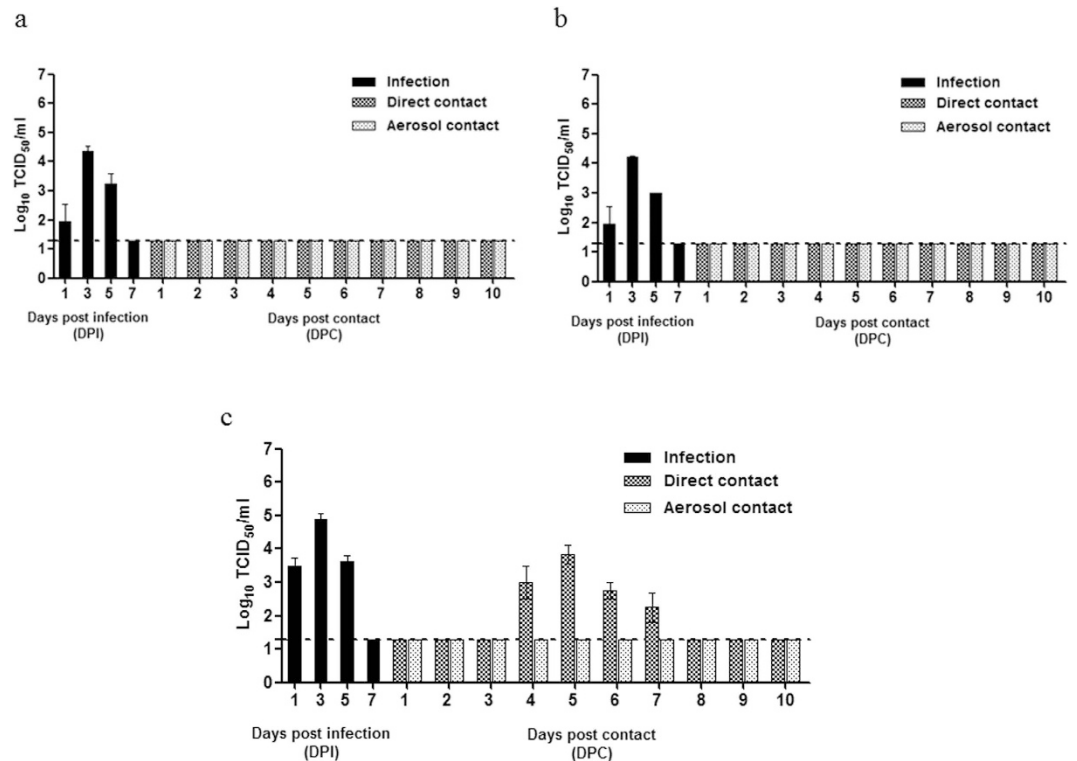 a
Log10 TCID50/ml
7
6
5
4
3
2
1
0
Infection
Direct contact
Aerosol contact
1 3 5 7 1 2 3 4 5 6 7 8 9 10
Days post infection
(DPI)
Days post contact
(DPC)
b
Log10 TCID50/ml
7
6
5
4
3
2
1
0
Infection
Direct contact
Aerosol contact
1 3 5 7 1 2 3 4 5 6 7 8 9 10
Days post infection
(DPI)
Days post contact
(DPC)
c
Log10 TCID50/ml
7
6
5
4
3
2
1
0
Infection
Direct contact
Aerosol contact
1 3 5 7 1 2 3 4 5 6 7 8 9 10
Days post infection
(DPI)
Days post contact
(DPC)